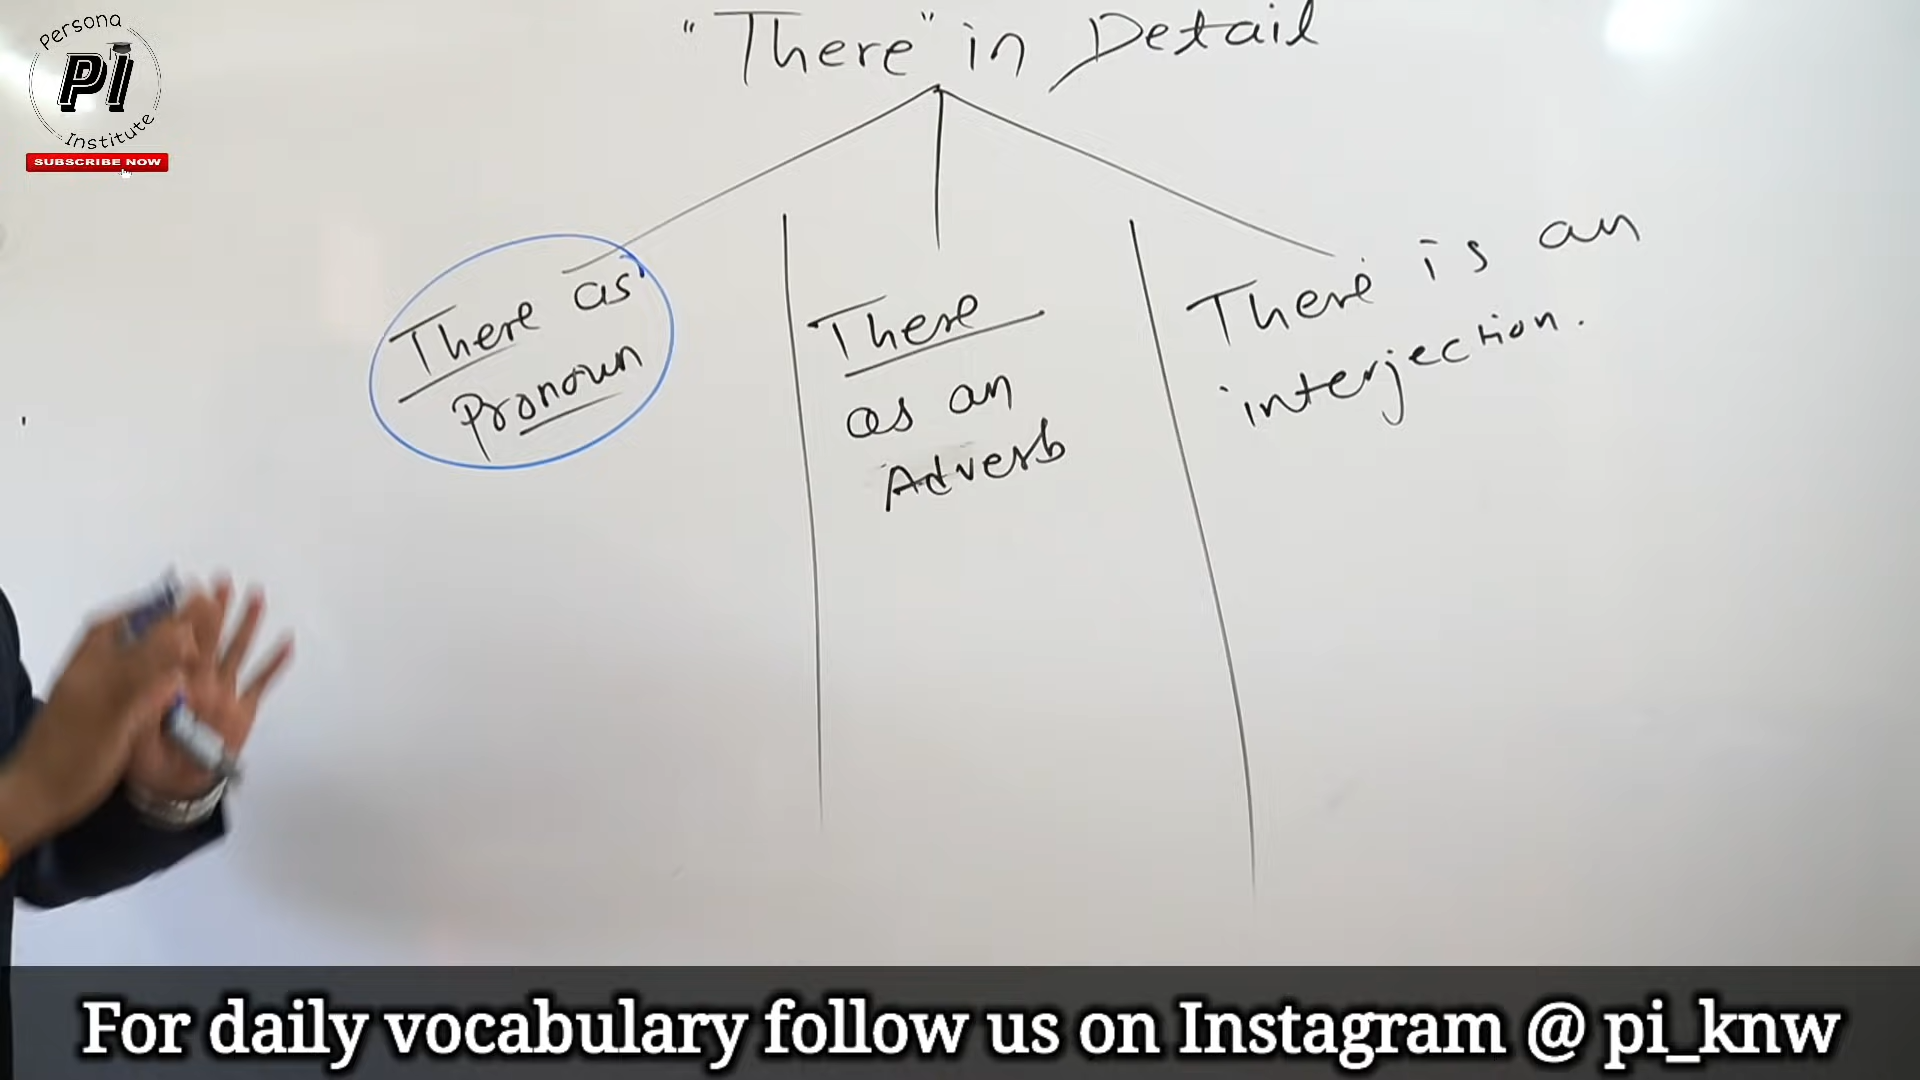 Persona
PI
Institute
SUBSCRIBE NOW
"There" in Detail
There as
Pronoun
There
as an
Adverb
There is an
interjection.
For daily vocabulary follow us on Instagram @ pi_knw